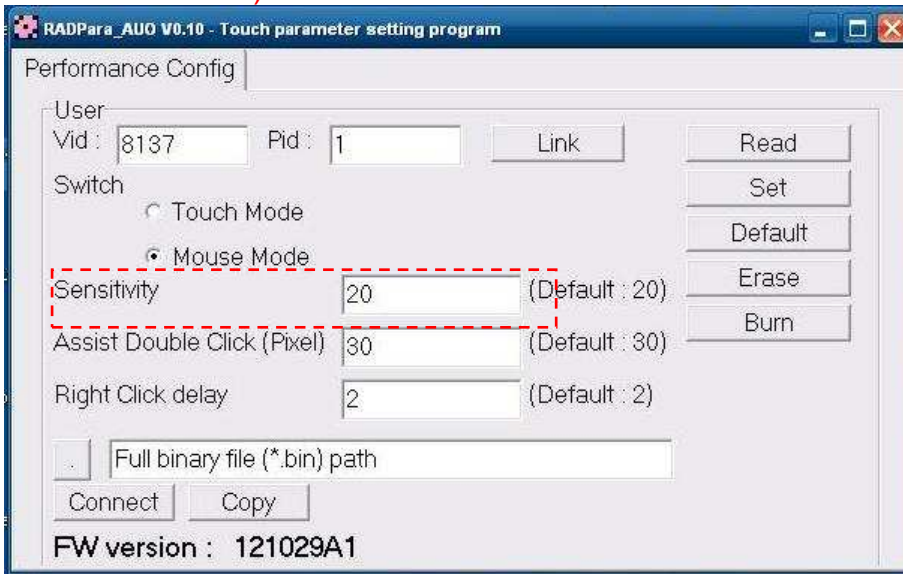 RADPara_AUO V0.10 - Touch parameter setting program
Performance Config
User
Vid : 8137 Pid : 1 Link Read
Switch Set
Touch Mode
Default
Mouse Mode
Sensitivity 20 (Default : 20) Erase
Burn
Assist Double Click (Pixel) 30 (Default : 30)
Right Click delay 2 (Default : 2)
. Full binary file (*.bin) path
Connect Copy
FW version : 121029A1